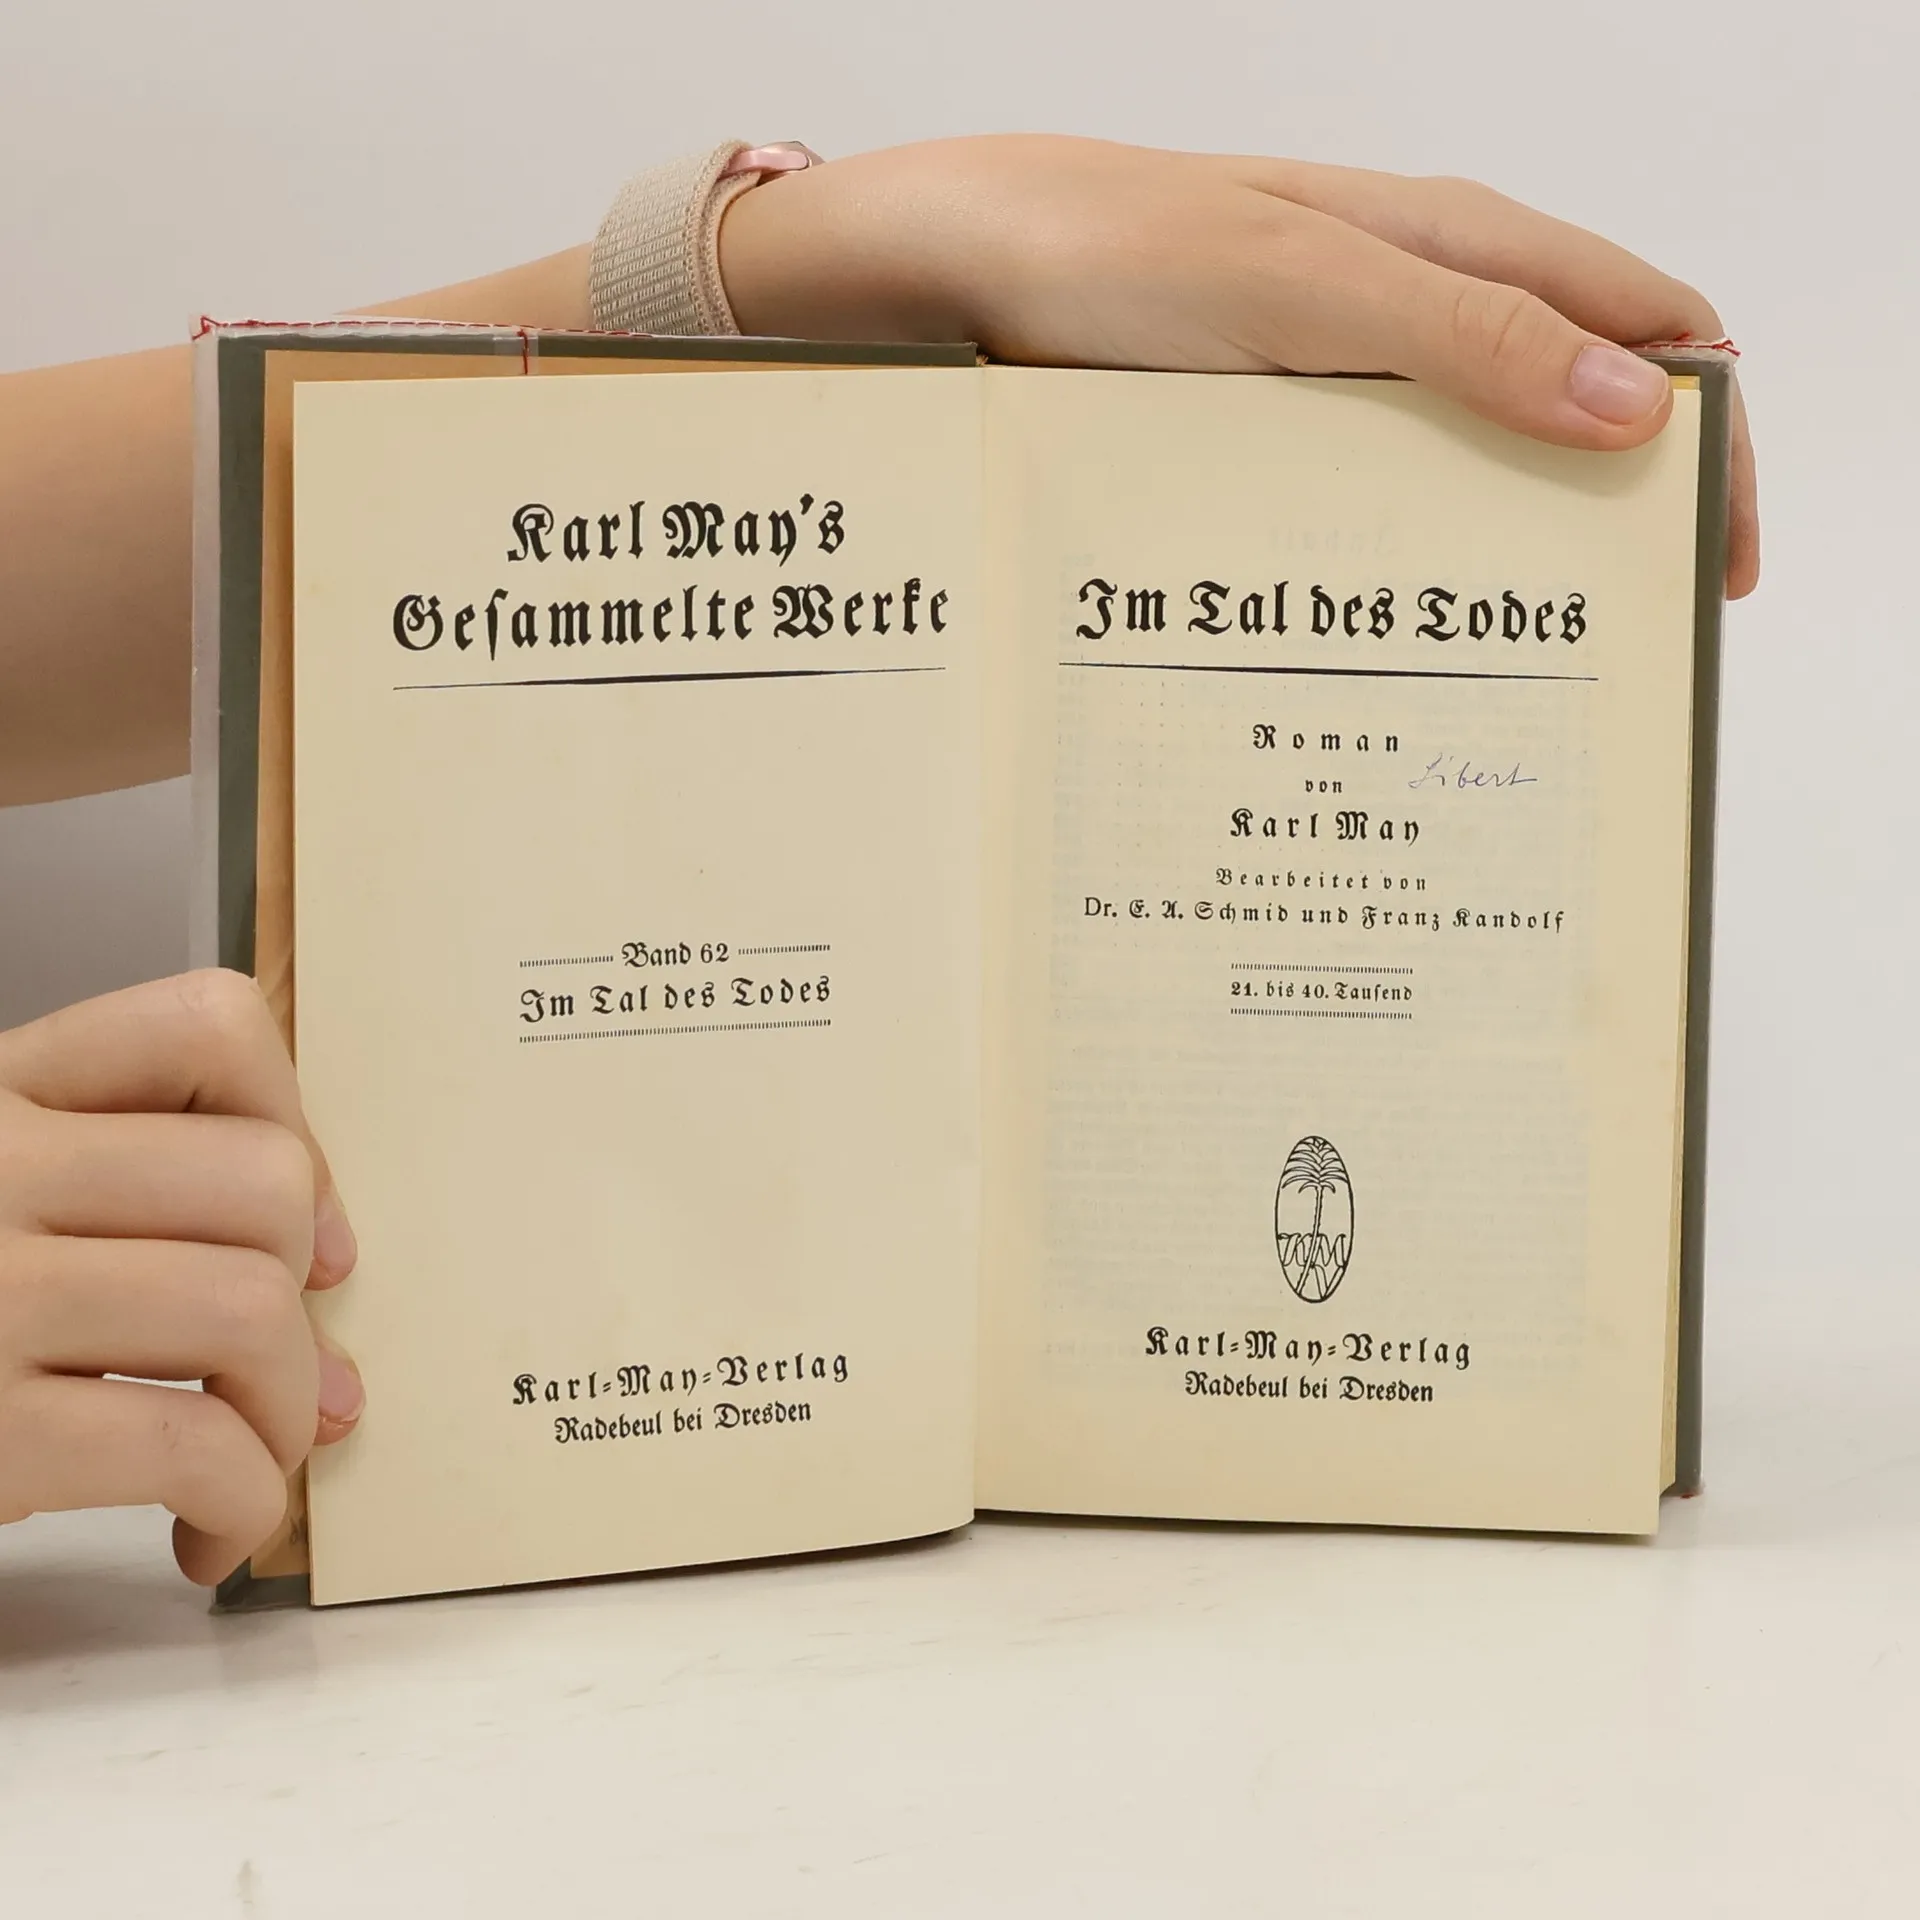 Karl May's
Gesammelte Werke
Band 62
Im Tal des Todes
Karl-May-Verlag
Radebeul bei Dresden
Im Tal des Todes
Roman
von
Libert
Karl May
Bearbeitet von
Dr. E. A. Schmid und Franz Kandolf
21. bis 40. Tausend
KMV
Karl-May-Verlag
Radebeul bei Dresden